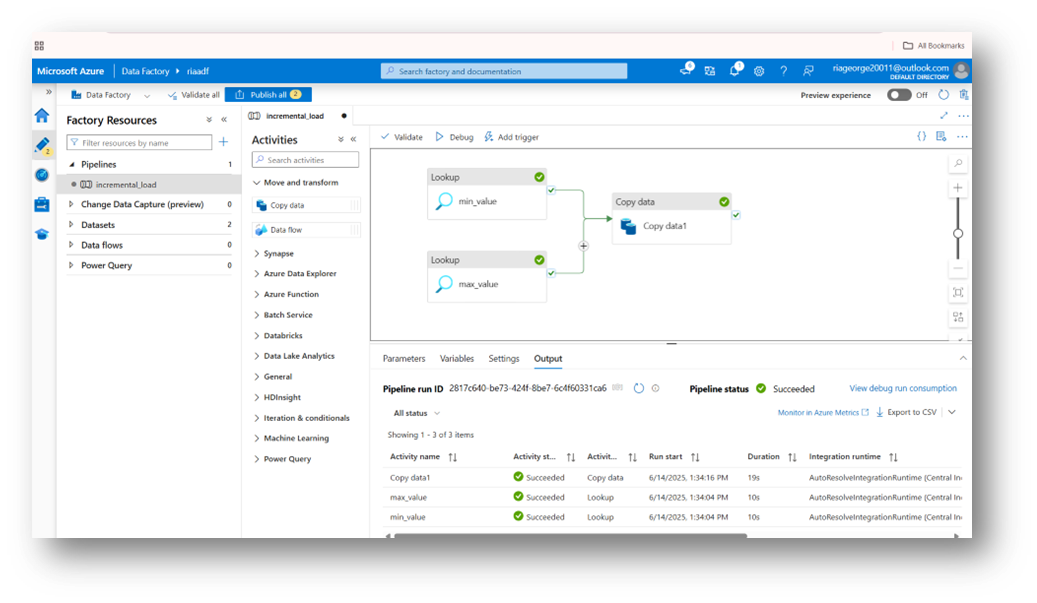 All Bookmarks
Microsoft Azure Data Factory riaadf
Search factory and documentation
6
1
riageorge20011@outlook.com
DEFAULT DIRECTORY
Data Factory Validate all Publish all 2
Preview experience Off
2
Factory Resources
Filter resources by name
Pipelines 1
incremental_load
Change Data Capture (preview) 0
Datasets 2
Data flows 0
Power Query 0
incremental_load
Activities
Search activities
Move and transform
Copy data
Data flow
Synapse
Azure Data Explorer
Azure Function
Batch Service
Databricks
Data Lake Analytics
General
HDInsight
Iteration & conditionals
Machine Learning
Power Query
Validate Debug Add trigger
Lookup
min_value
Lookup
max_value
Copy data
Copy data1
Parameters Variables Settings Output
Pipeline run ID 2817c640-be73-424f-8be7-6c4f60331ca6 Pipeline status Succeeded View debug run consumption
All status Monitor in Azure Metrics Export to CSV
Showing 1 - 3 of 3 items
Activity name Activity st... Activit... Run start Duration Integration runtime
Copy data1 Succeeded Copy data 6/14/2025, 1:34:16 PM 19s AutoResolveIntegrationRuntime (Central In
max_value Succeeded Lookup 6/14/2025, 1:34:04 PM 10s AutoResolveIntegrationRuntime (Central In
min_value Succeeded Lookup 6/14/2025, 1:34:04 PM 10s AutoResolveIntegrationRuntime (Central In